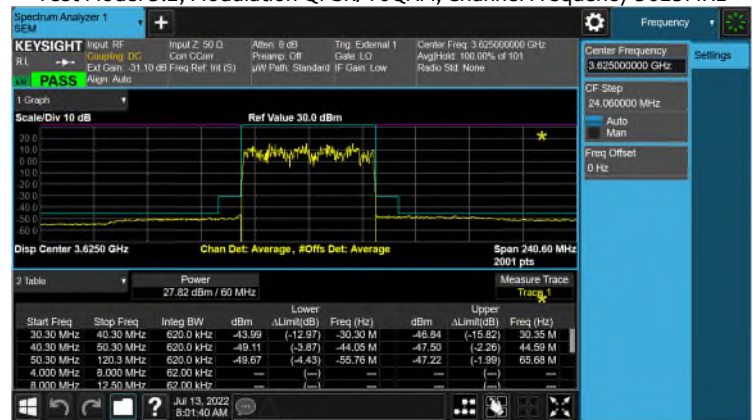 Spectrum Analyzer 1
SEM
Frequency
KEYSIGHT Input: RF Input Z: 50 Ω Atten: 8 dB Trig: External 1 Center Freq: 3.625000000 GHz
R L Coupling: DC Corr CCorr Preamp: Off Gate: LO Avg|Hold: 100.00% of 101
Ext Gain: -31.10 dB Freq Ref: Int (S) µW Path: Standard IF Gain: Low Radio Std: None
PASS Align: Auto
Center Frequency
3.625000000 GHz
Settings
CF Step
24.060000 MHz
Auto
Man
Freq Offset
0 Hz
1 Graph
Scale/Div 10 dB Ref Value 30.0 dBm
20.0
10.0
0.00
-10.0
-20.0
-30.0
-40.0
-50.0
-60.0
Disp Center 3.6250 GHz Chan Det: Average, #Offs Det: Average Span 240.60 MHz
2001 pts
2 Table Power Measure Trace
27.82 dBm / 60 MHz Trace 1
Lower Upper
Start Freq Stop Freq Integ BW dBm ΔLimit(dB) Freq (Hz) dBm ΔLimit(dB) Freq (Hz)
30.30 MHz 40.30 MHz 620.0 kHz -43.99 (-12.97) -30.30 M -46.84 (-15.82) 30.35 M
40.30 MHz 50.30 MHz 620.0 kHz -49.11 (-3.87) -44.05 M -47.50 (-2.26) 44.59 M
50.30 MHz 120.3 MHz 620.0 kHz -49.67 (-4.43) -55.76 M -47.22 (-1.99) 65.68 M
4.000 MHz 8.000 MHz 62.00 kHz --- (---) --- (---)
8.000 MHz 12.50 MHz 62.00 kHz --- (---) --- (---)
Jul 13, 2022
8:01:40 AM